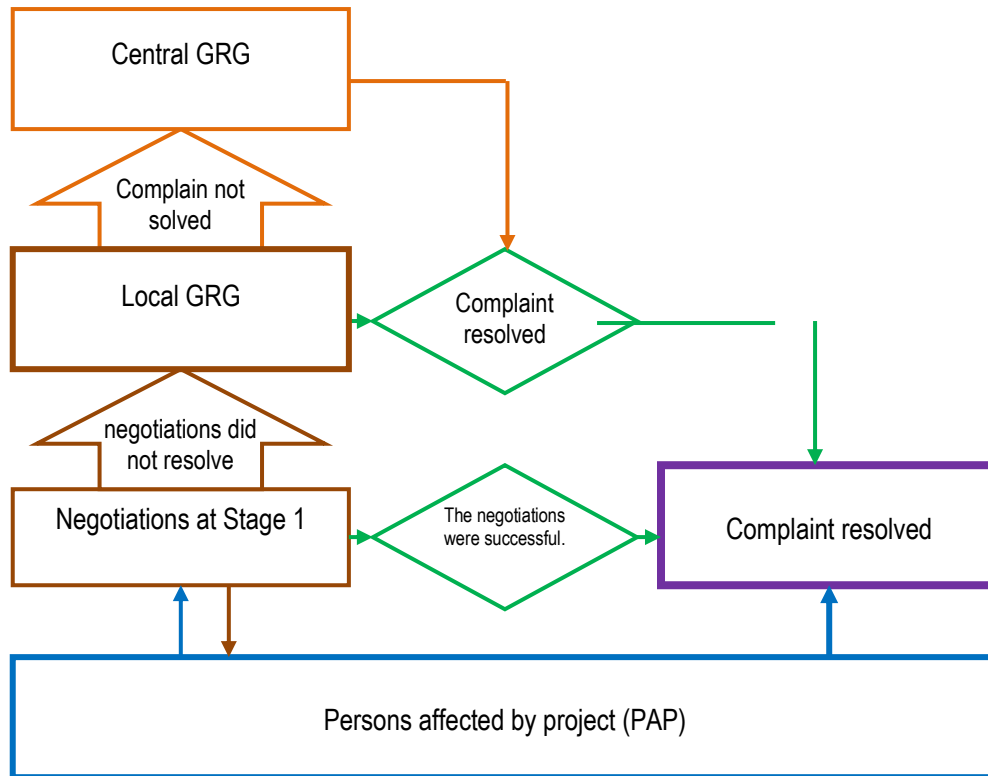 Central GRG
Complain not
solved
Local GRG
Complaint
resolved
negotiations did
not resolve
Negotiations at Stage 1
The negotiations
were successful.
Complaint resolved
Persons affected by project (PAP)